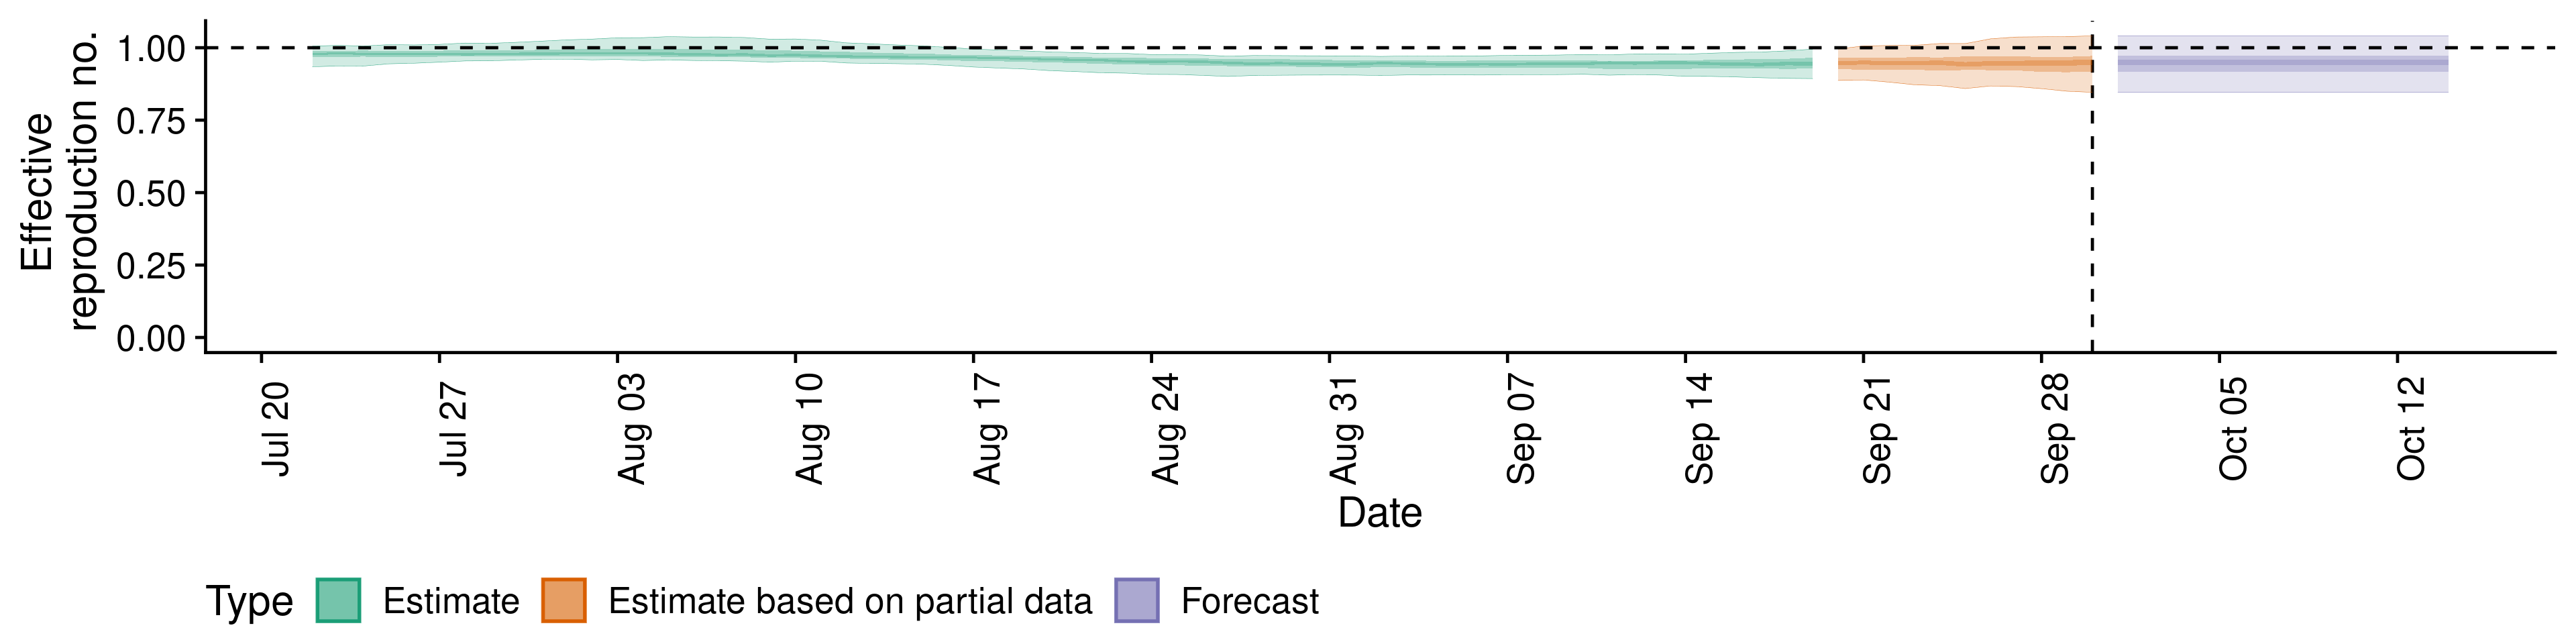 Effective
reproduction no.
1.00
0.75
0.50
0.25
0.00
Jul 20
Jul 27
Aug 03
Aug 10
Aug 17
Aug 24
Aug 31
Sep 07
Sep 14
Sep 21
Sep 28
Oct 05
Oct 12
Date
Type Estimate Estimate based on partial data Forecast